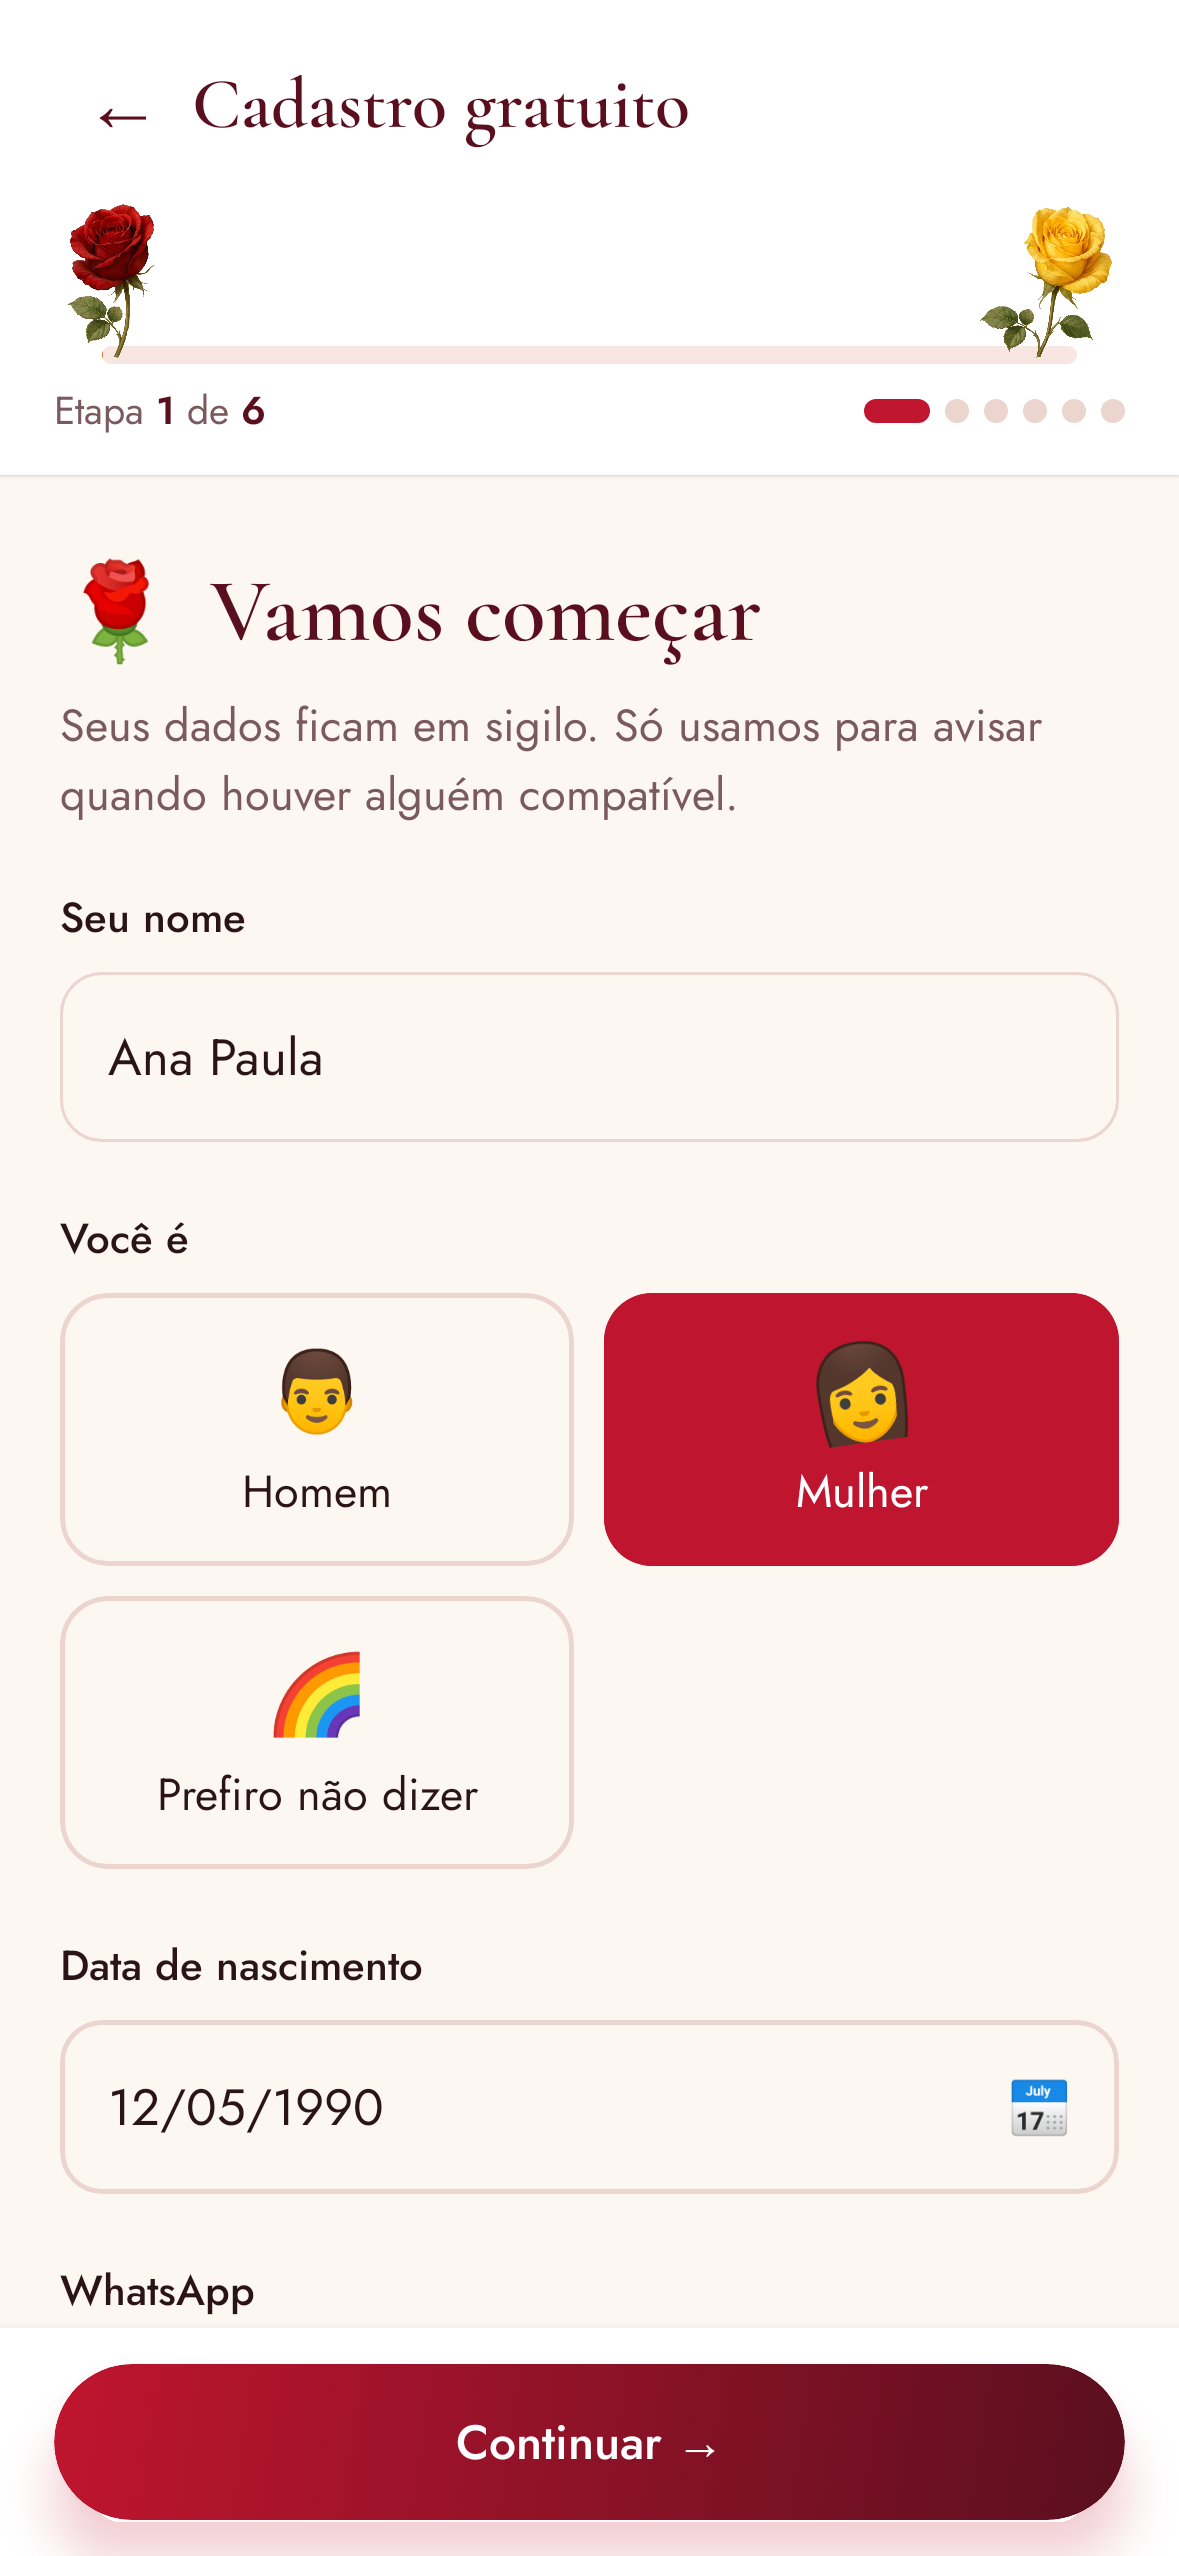 ← Cadastro gratuito
Etapa 1 de 6
Vamos começar
Seus dados ficam em sigilo. Só usamos para avisar
quando houver alguém compatível.
Seu nome
Ana Paula
Você é
Homem
Mulher
Prefiro não dizer
Data de nascimento
12/05/1990
July
17
WhatsApp
Continuar →